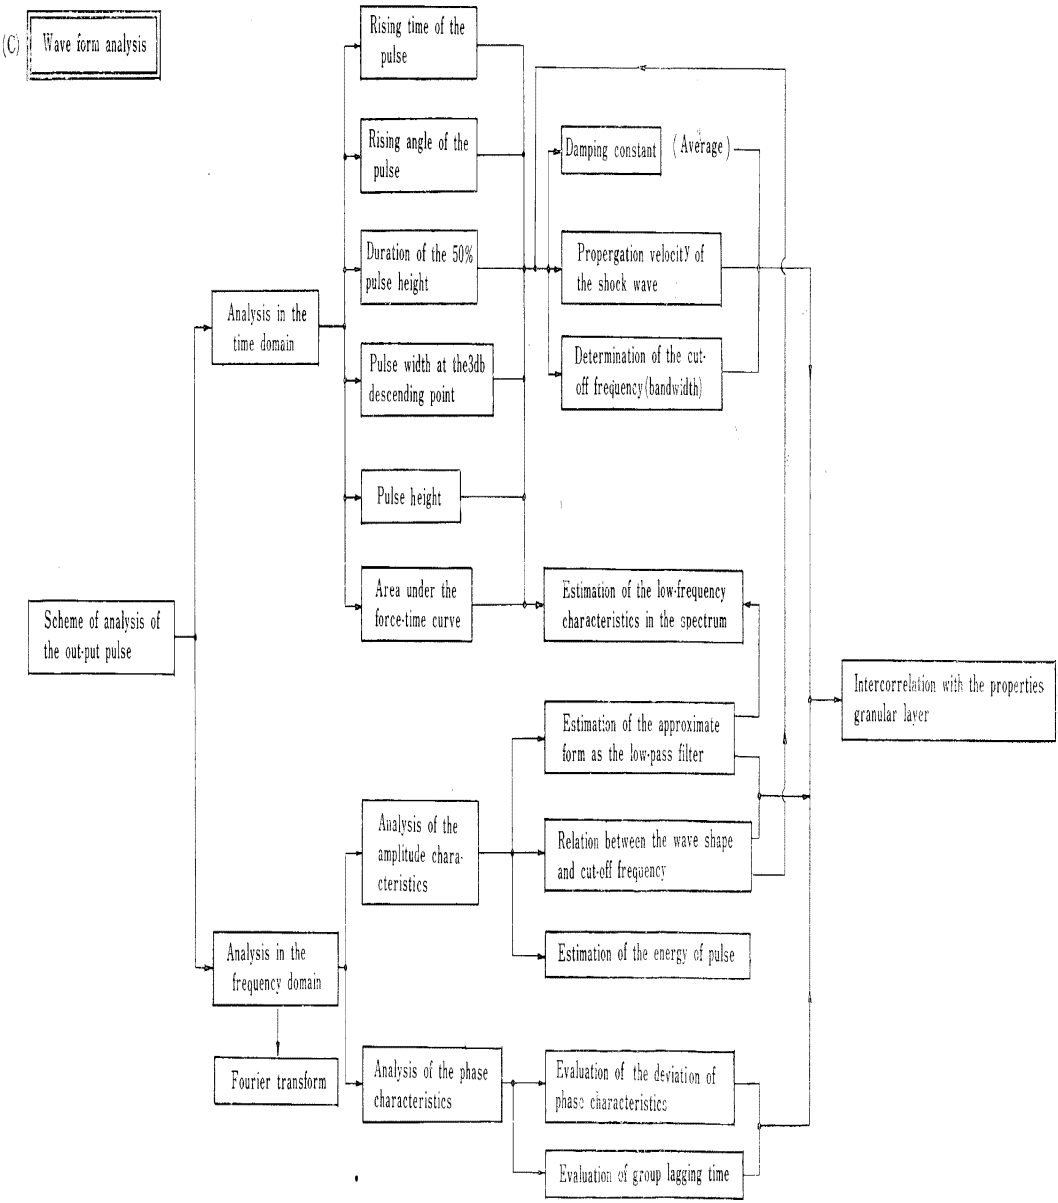 (C)
Wave form analysis
Rising time of the
pulse
Rising angle of the
pulse
Duration of the 50%
pulse height
Pulse width at the3db
descending point
Pulse height
Area under the
force-time curve
Analysis in the
time domain
Damping constant
(Average)
Propergation velocity of
the shock wave
Determination of the cut-
off frequency(bandwidth)
Estimation of the low-frequency
characteristics in the spectrum
Scheme of analysis of
the out-put pulse
Intercorrelation with the properties
granular layer
Estimation of the approximate
form as the low-pass filter
Analysis of the
amplitude chara-
cteristics
Relation between the wave shape
and cut-off frequency
Estimation of the energy of pulse
Analysis in the
frequency domain
Fourier transform
Analysis of the phase
characteristics
Evaluation of the deviation of
phase characteristics
Evaluation of group lagging time